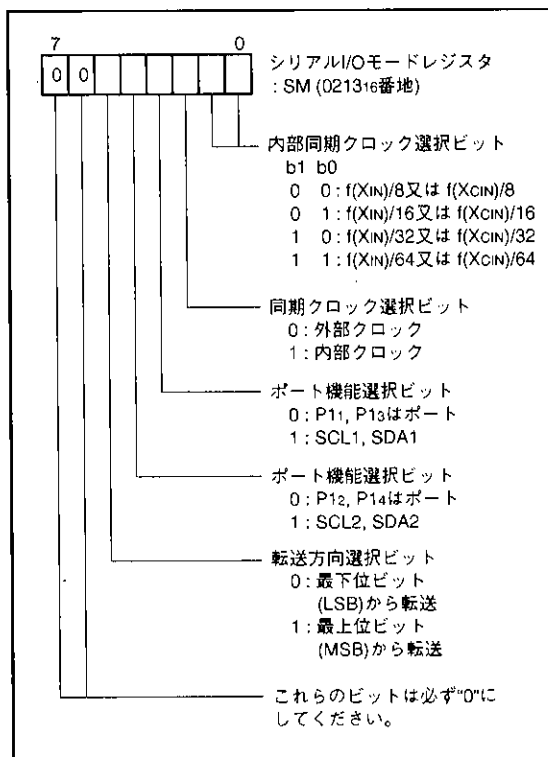 7 0
0 0
シリアルI/Oモードレジスタ
: SM (021316番地)
内部同期クロック選択ビット
b1 b0
0 0 : f(XIN)/8又は f(XCIN)/8
0 1 : f(XIN)/16又は f(XCIN)/16
1 0 : f(XIN)/32又は f(XCIN)/32
1 1 : f(XIN)/64又は f(XCIN)/64
同期クロック選択ビット
0 : 外部クロック
1 : 内部クロック
ポート機能選択ビット
0 : P11, P13はポート
1 : SCL1, SDA1
ポート機能選択ビット
0 : P12, P14はポート
1 : SCL2, SDA2
転送方向選択ビット
0 : 最下位ビット
(LSB)から転送
1 : 最上位ビット
(MSB)から転送
これらのビットは必ず"0"に
してください。